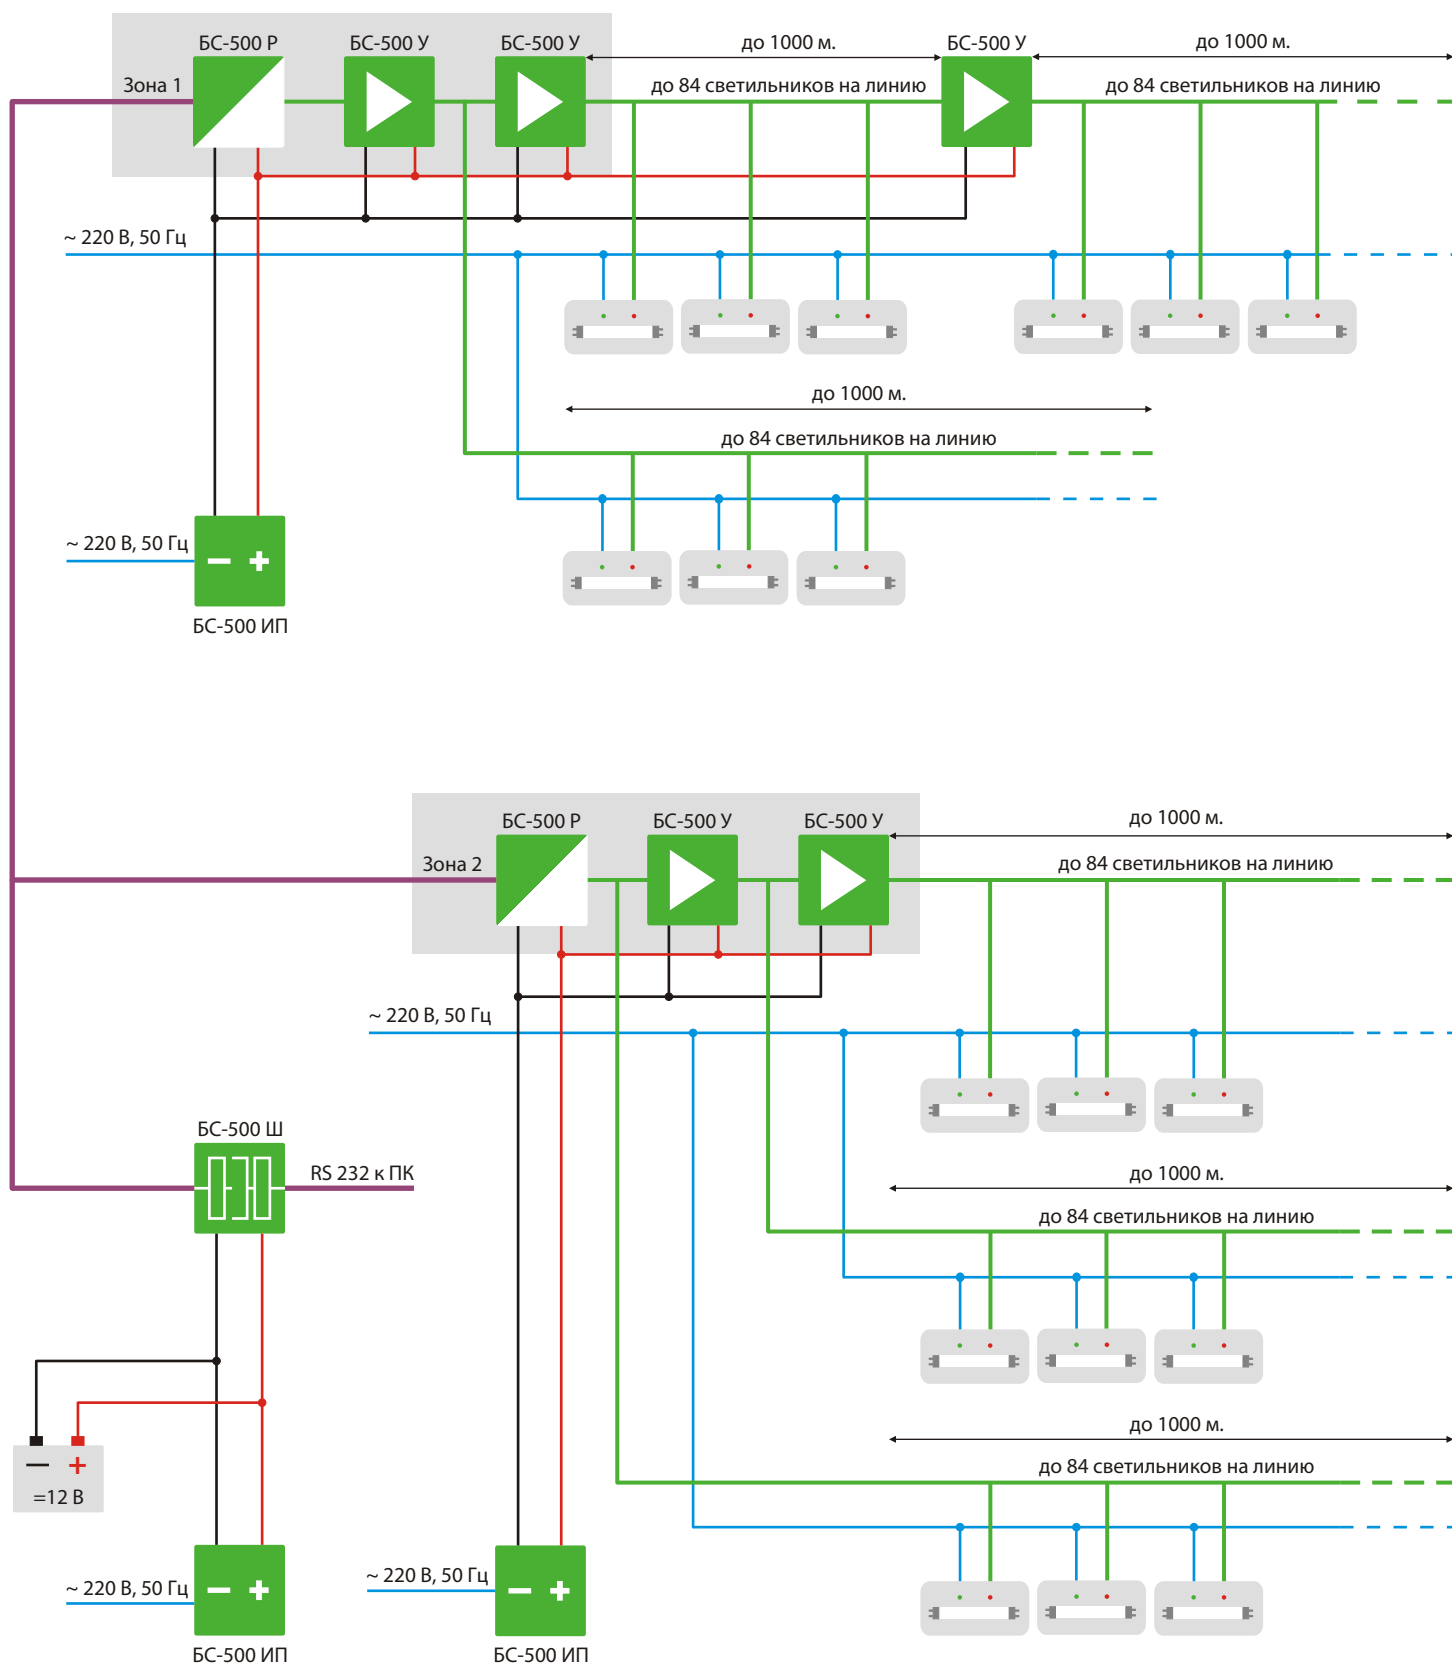 БС-500 Р
БС-500 У
БС-500 У
до 1000 м.
БС-500 У
до 1000 м.
Зона 1
до 84 светильников на линию
до 84 светильников на линию
~ 220 В, 50 Гц
до 1000 м.
до 84 светильников на линию
~ 220 В, 50 Гц
БС-500 ИП
БС-500 Р
БС-500 У
БС-500 У
до 1000 м.
Зона 2
до 84 светильников на линию
~ 220 В, 50 Гц
БС-500 Ш
RS 232 к ПК
до 1000 м.
до 84 светильников на линию
до 1000 м.
до 84 светильников на линию
=12 В
~ 220 В, 50 Гц
~ 220 В, 50 Гц
БС-500 ИП
БС-500 ИП